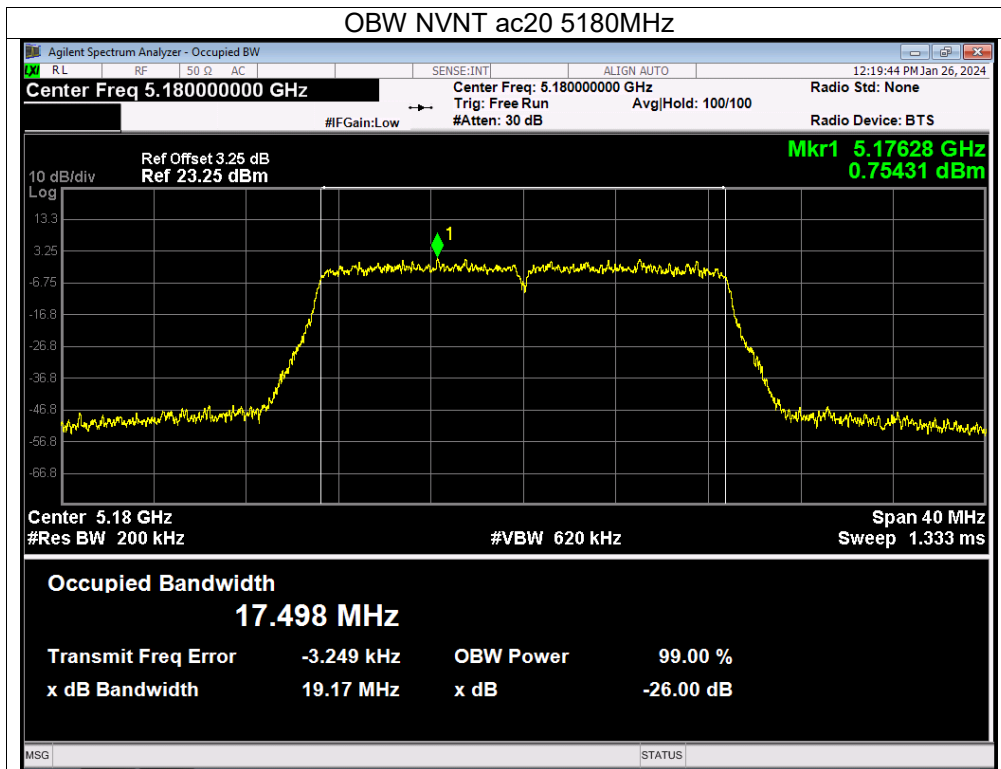 OBW NVNT ac20 5180MHz
Agilent Spectrum Analyzer - Occupied BW
LXI RL RF 50 Ω AC SENSE:INT ALIGN AUTO 12:19:44 PM Jan 26, 2024
Center Freq 5.180000000 GHz Center Freq: 5.180000000 GHz Radio Std: None
Trig: Free Run Avg|Hold: 100/100
#IFGain:Low #Atten: 30 dB Radio Device: BTS
Mkr1 5.17628 GHz
0.75431 dBm
Ref Offset 3.25 dB
10 dB/div Ref 23.25 dBm
Log
13.3
1
3.25
-6.75
-16.8
-26.8
-36.8
-46.8
-56.8
-66.8
Center 5.18 GHz Span 40 MHz
#Res BW 200 kHz #VBW 620 kHz Sweep 1.333 ms
Occupied Bandwidth
17.498 MHz
Transmit Freq Error -3.249 kHz OBW Power 99.00 %
x dB Bandwidth 19.17 MHz x dB -26.00 dB
MSG STATUS